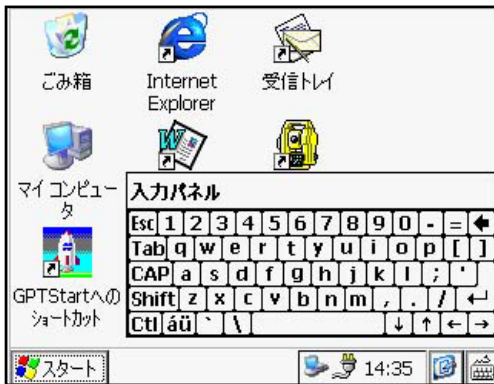 ごみ箱
Internet
Explorer
受信トレイ
マイ コンピュー
タ
GPTStartへの
ショートカット
入力パネル
Esc 1 2 3 4 5 6 7 8 9 0 - = ←
Tab q w e r t y u i o p [ ]
CAP a s d f g h j k l ; '
Shift z x c v b n m , . / ↵
Ctl áü ` \ ↓ ↑ ← →
スタート
14:35